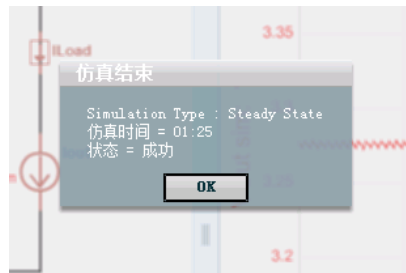 3.35
ILoad
仿真结束
Simulation Type : Steady State
仿真时间 = 01:25
状态 = 成功
OK
3.2